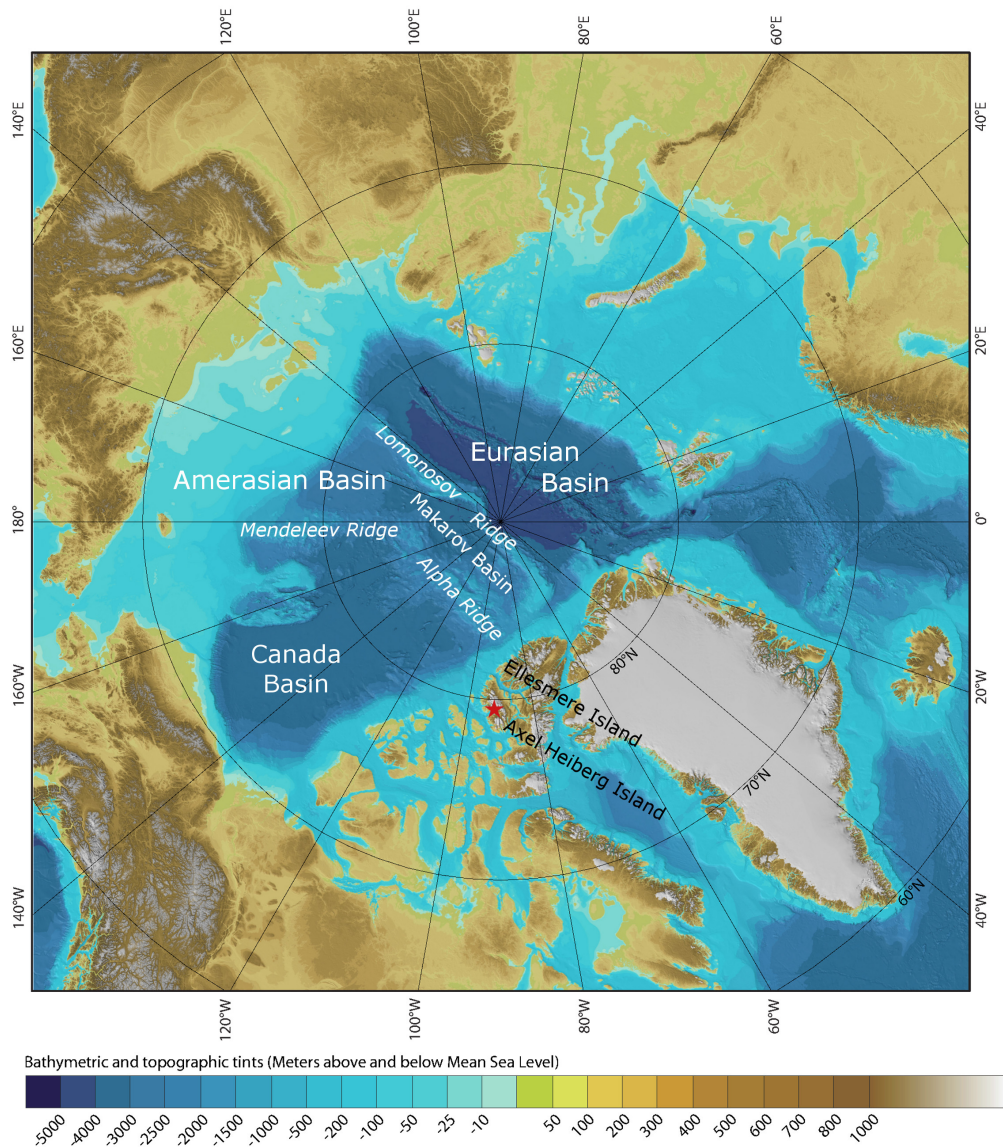 120°E
100°E
80°E
60°E
140°E
40°E
160°E
20°E
Lomonosov
Ridge
Eurasian
Basin
Amerasian Basin
Makarov Basin
180°
Mendeleev Ridge
0°
Alpha Ridge
Canada
Basin
80°N
Ellesmere Island
160°W
20°W
Axel Heiberg Island
70°N
60°N
140°W
40°W
120°W
100°W
80°W
60°W
Bathymetric and topographic tints (Meters above and below Mean Sea Level)
-5000 -4000 -3000 -2500 -2000 -1500 -1000 -500 -200 -100 -50 -25 -10 50 100 200 300 400 500 600 700 800 1000